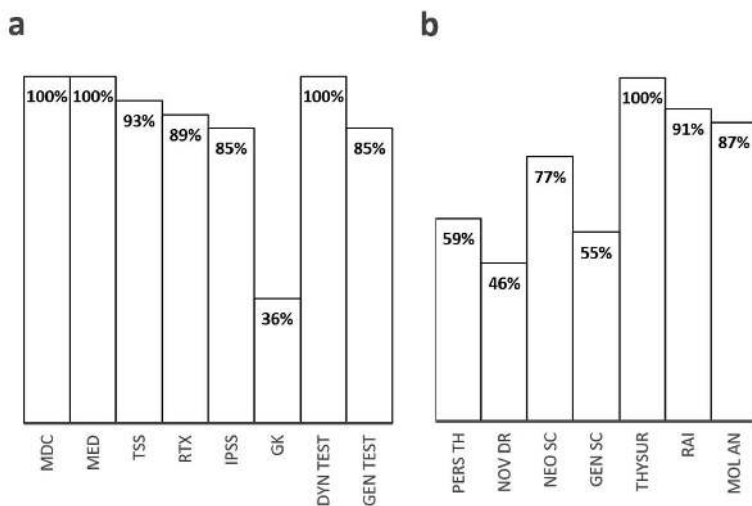 a
100%
100%
93%
89%
85%
36%
100%
85%
MDC
MED
TSS
RTX
IPSS
GK
DYN TEST
GEN TEST
b
59%
46%
77%
55%
100%
91%
87%
PERS TH
NOV DR
NEO SC
GEN SC
THYSUR
RAI
MOL AN